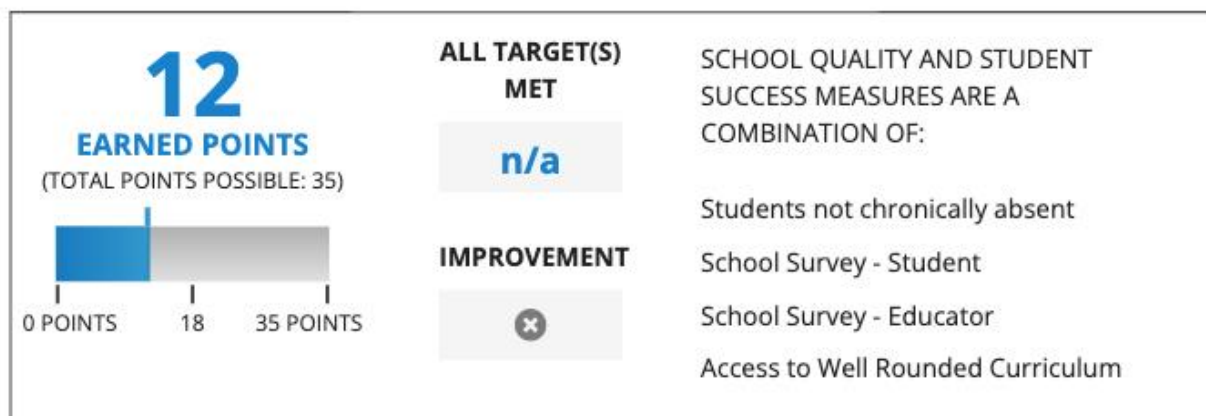 12
EARNED POINTS
(TOTAL POINTS POSSIBLE: 35)
0 POINTS 18 35 POINTS
ALL TARGET(S)
MET
n/a
IMPROVEMENT
SCHOOL QUALITY AND STUDENT
SUCCESS MEASURES ARE A
COMBINATION OF:
Students not chronically absent
School Survey - Student
School Survey - Educator
Access to Well Rounded Curriculum